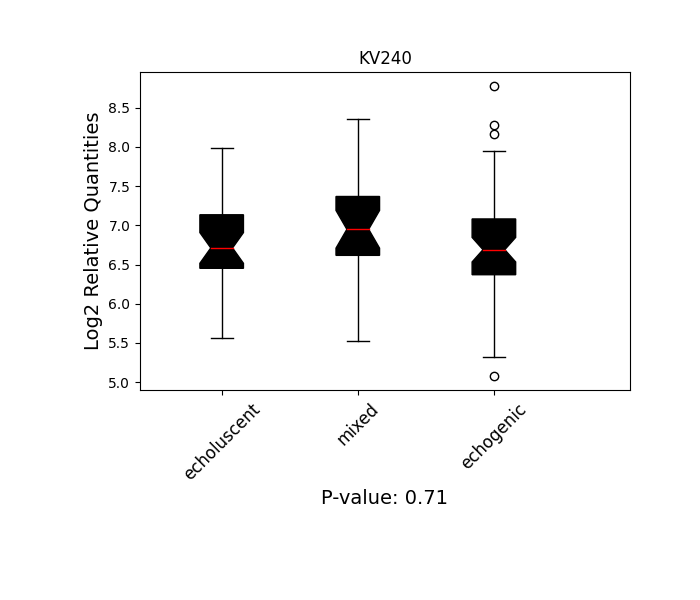 KV240
Log2 Relative Quantities
8.5
8.0
7.5
7.0
6.5
6.0
5.5
5.0
echoluscent
mixed
echogenic
P-value: 0.71